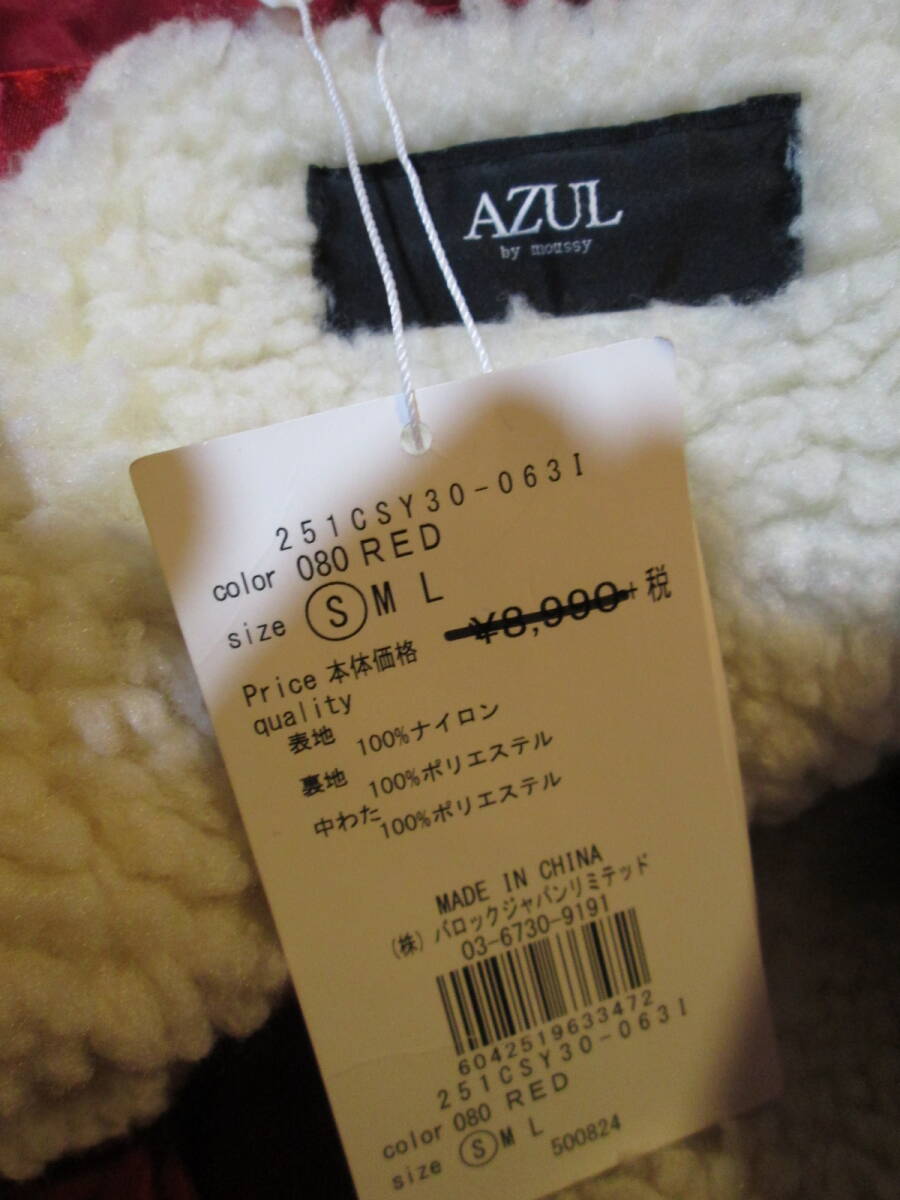 AZUL
by moussy
251CSY30-063I
color 080 RED
size S M L
Price 本体価格 ¥8,990+税
quality
表地 100%ナイロン
裏地 100%ポリエステル
中わた 100%ポリエステル
MADE IN CHINA
(株) バロックジャパンリミテッド
03-6730-9191
6042519633472
251CSY30-063I
color 080 RED
size S M L 500824